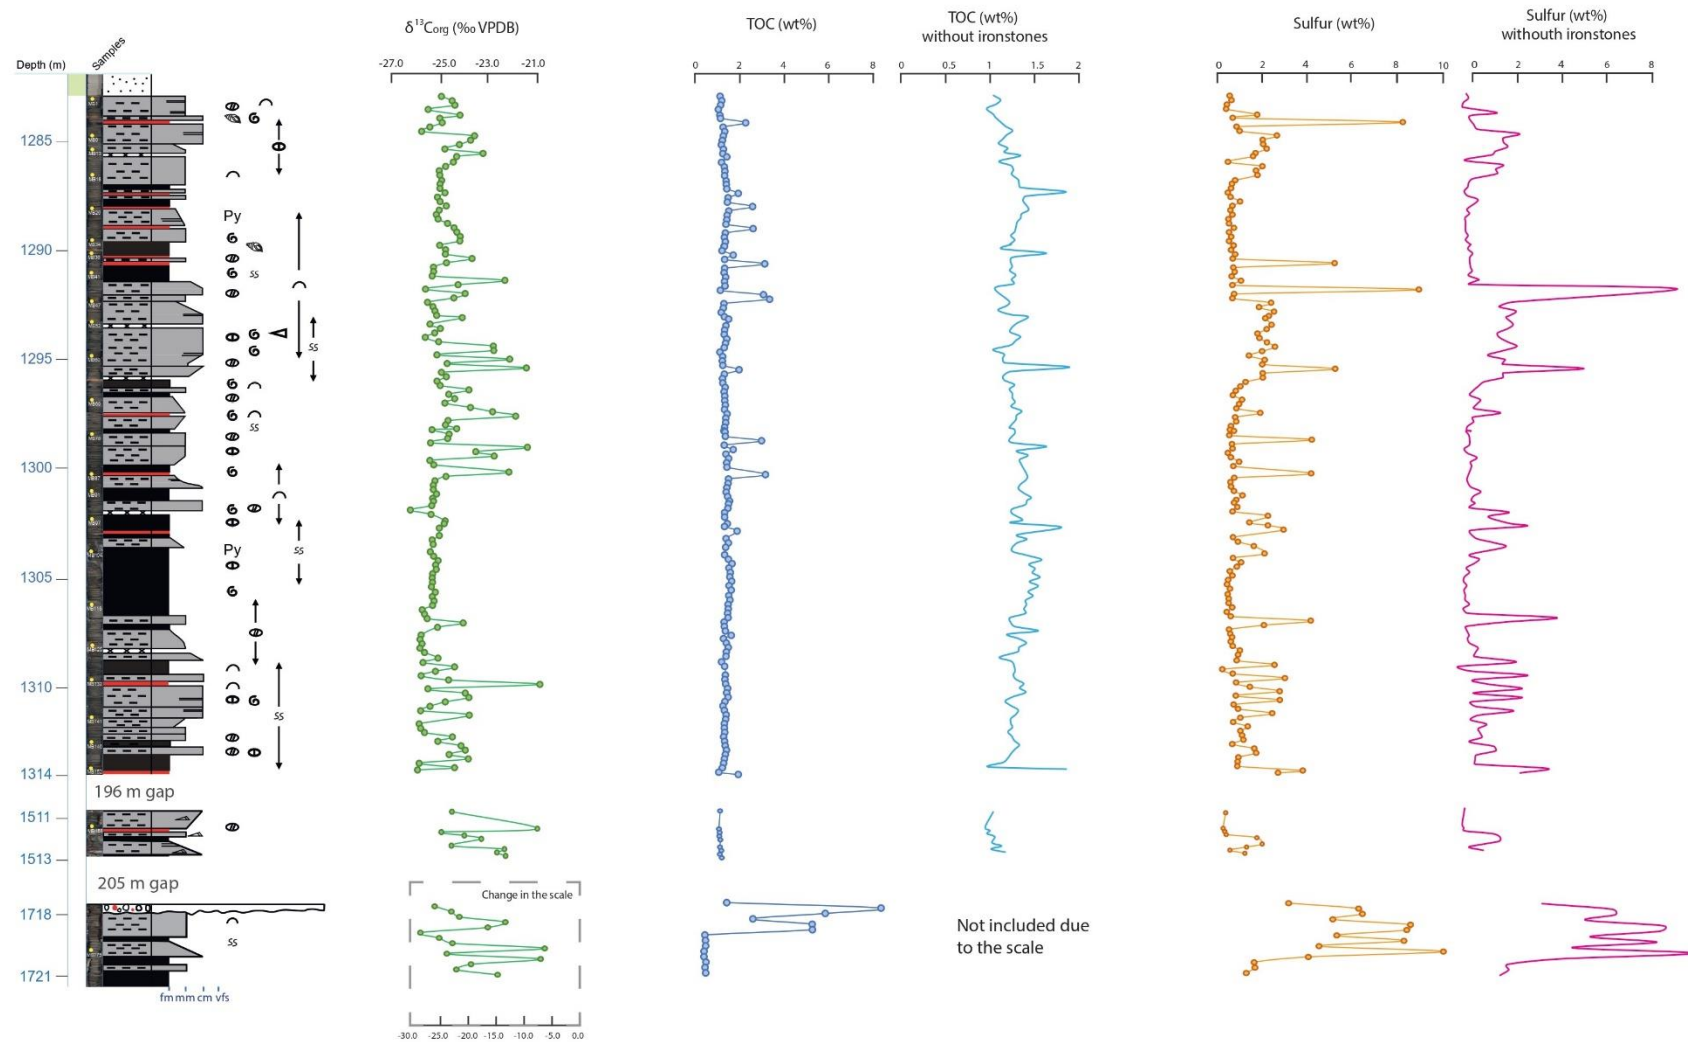 δ¹³Corg (‰ VPDB)
TOC (wt%)
TOC (wt%)
without ironstones
Sulfur (wt%)
Sulfur (wt%)
withouth ironstones
Depth (m)
Samples
-27.0 -25.0 -23.0 -21.0
0 2 4 6 8
0 1 1.5 2
0 2 4 6 8 10
0 2 4 6 8
1285
Py
1290
ss
1295
ss
ss
1300
ss
Py
1305
1310
ss
1314
196 m gap
1511
1513
205 m gap
Change in the scale
1718
ss
Not included due
to the scale
1721
fm mm cm vfs
-30.0 -25.0 -20.0 -15.0 -10.0 -5.0 0.0